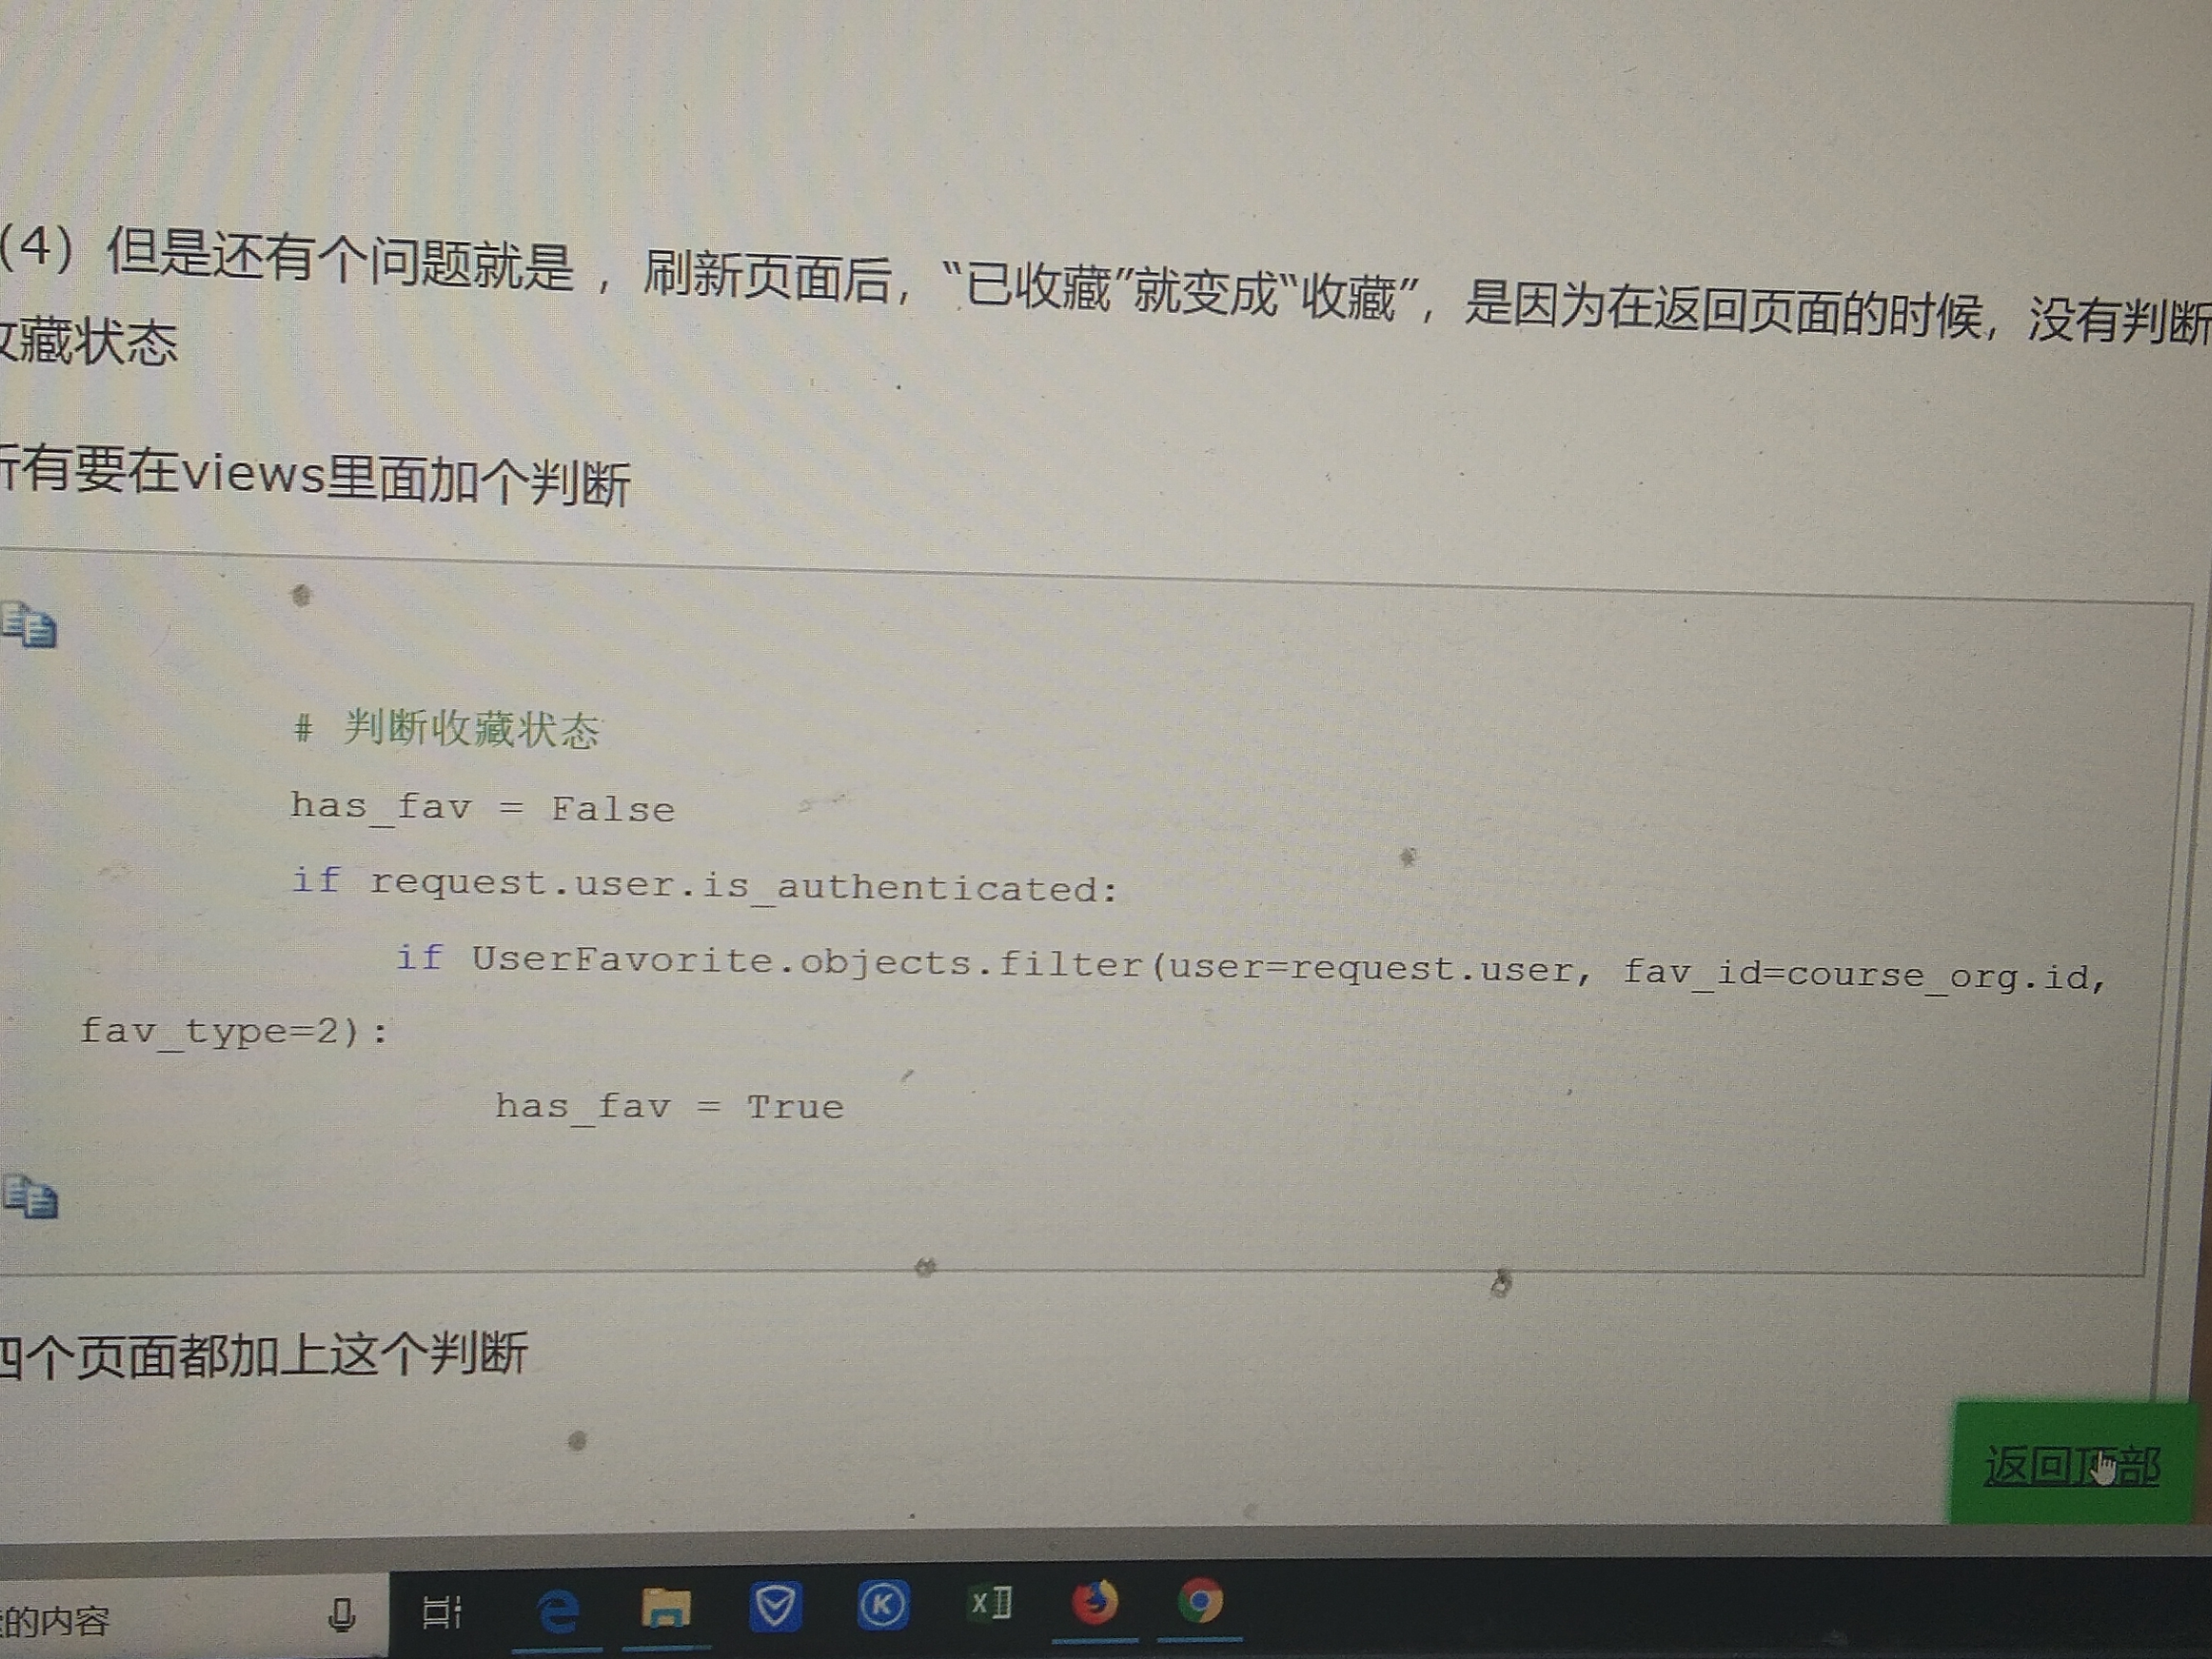 (4) 但是还有个问题就是 ，刷新页面后，“已收藏”就变成“收藏”，是因为在返回页面的时候，没有判断
收藏状态
所有要在views里面加个判断
# 判断收藏状态
has_fav = False
if request.user.is_authenticated:
if UserFavorite.objects.filter(user=request.user, fav_id=course_org.id,
fav_type=2):
has_fav = True
四个页面都加上这个判断
返回顶部
的内容